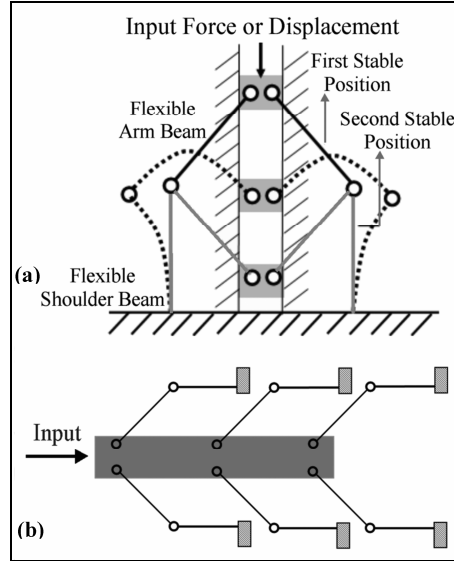 Input Force or Displacement
First Stable
Position
Flexible
Arm Beam
Second Stable
Position
(a)
Flexible
Shoulder Beam
Input
(b)